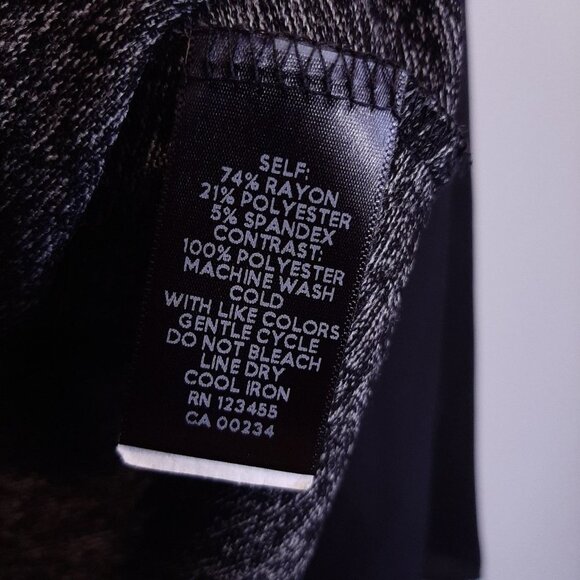 SELF:
74% RAYON
21% POLYESTER
5% SPANDEX
CONTRAST:
100% POLYESTER
MACHINE WASH
COLD
WITH LIKE COLORS
GENTLE CYCLE
DO NOT BLEACH
LINE DRY
COOL IRON
RN 123455
CA 00234